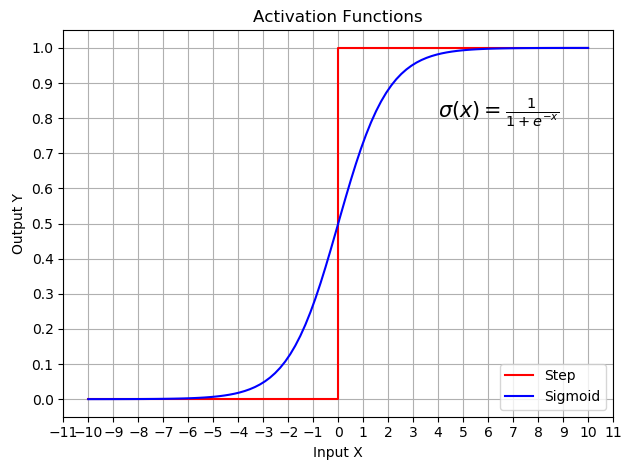 Activation Functions
1.0
0.9
0.8
0.7
0.6
0.5
0.4
0.3
0.2
0.1
0.0
Output Y
σ(x) = 1/(1 + e^{−x})
Step
Sigmoid
−11 −10 −9 −8 −7 −6 −5 −4 −3 −2 −1 0 1 2 3 4 5 6 7 8 9 10 11
Input X